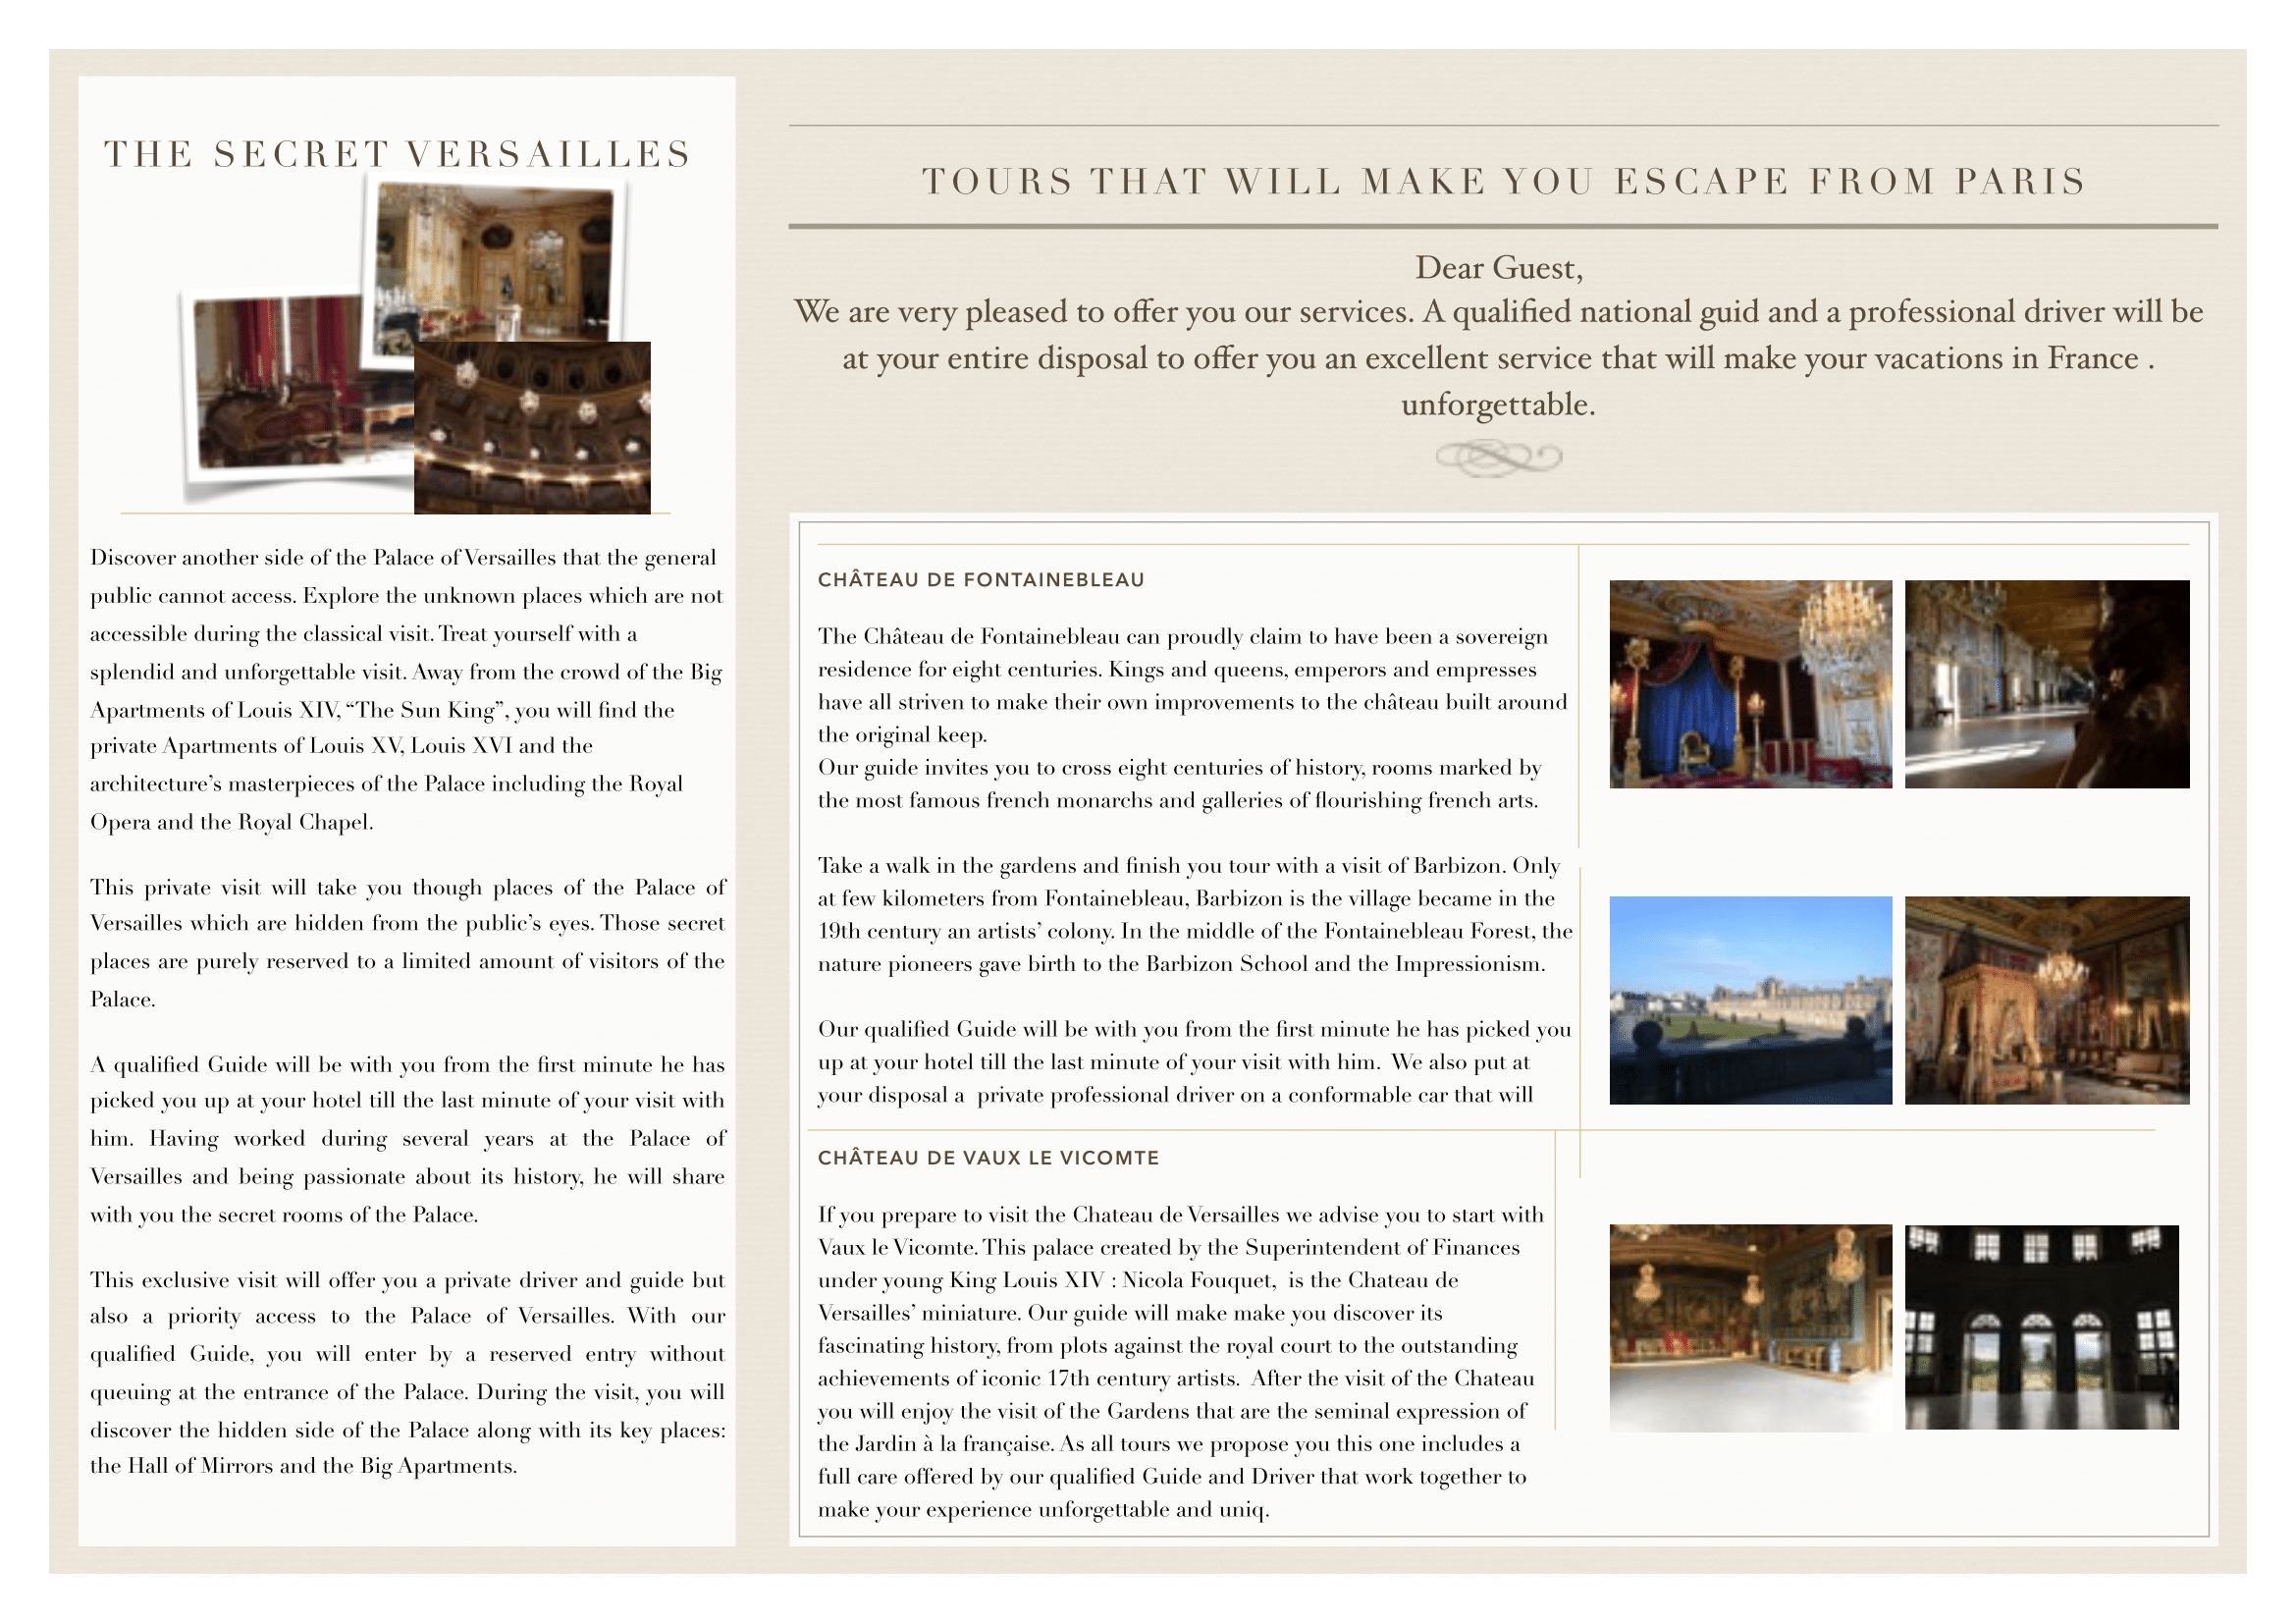 THE SECRET VERSAILLES
Discover another side of the Palace of Versailles that the general
public cannot access. Explore the unknown places which are not
accessible during the classical visit. Treat yourself with a
splendid and unforgettable visit. Away from the crowd of the Big
Apartments of Louis XIV, “The Sun King”, you will find the
private Apartments of Louis XV, Louis XVI and the
architecture’s masterpieces of the Palace including the Royal
Opera and the Royal Chapel.
This private visit will take you though places of the Palace of
Versailles which are hidden from the public’s eyes. Those secret
places are purely reserved to a limited amount of visitors of the
Palace.
A qualified Guide will be with you from the first minute he has
picked you up at your hotel till the last minute of your visit with
him. Having worked during several years at the Palace of
Versailles and being passionate about its history, he will share
with you the secret rooms of the Palace.
This exclusive visit will offer you a private driver and guide but
also a priority access to the Palace of Versailles. With our
qualified Guide, you will enter by a reserved entry without
queuing at the entrance of the Palace. During the visit, you will
discover the hidden side of the Palace along with its key places:
the Hall of Mirrors and the Big Apartments.
TOURS THAT WILL MAKE YOU ESCAPE FROM PARIS
Dear Guest,
We are very pleased to offer you our services. A qualified national guid and a professional driver will be
at your entire disposal to offer you an excellent service that will make your vacations in France .
unforgettable.
CHÂTEAU DE FONTAINEBLEAU
The Château de Fontainebleau can proudly claim to have been a sovereign
residence for eight centuries. Kings and queens, emperors and empresses
have all striven to make their own improvements to the château built around
the original keep.
Our guide invites you to cross eight centuries of history, rooms marked by
the most famous french monarchs and galleries of flourishing french arts.
Take a walk in the gardens and finish you tour with a visit of Barbizon. Only
at few kilometers from Fontainebleau, Barbizon is the village became in the
19th century an artists’ colony. In the middle of the Fontainebleau Forest, the
nature pioneers gave birth to the Barbizon School and the Impressionism.
Our qualified Guide will be with you from the first minute he has picked you
up at your hotel till the last minute of your visit with him. We also put at
your disposal a private professional driver on a conformable car that will
CHÂTEAU DE VAUX LE VICOMTE
If you prepare to visit the Chateau de Versailles we advise you to start with
Vaux le Vicomte. This palace created by the Superintendent of Finances
under young King Louis XIV : Nicola Fouquet, is the Chateau de
Versailles’ miniature. Our guide will make make you discover its
fascinating history, from plots against the royal court to the outstanding
achievements of iconic 17th century artists. After the visit of the Chateau
you will enjoy the visit of the Gardens that are the seminal expression of
the Jardin à la française. As all tours we propose you this one includes a
full care offered by our qualified Guide and Driver that work together to
make your experience unforgettable and uniq.